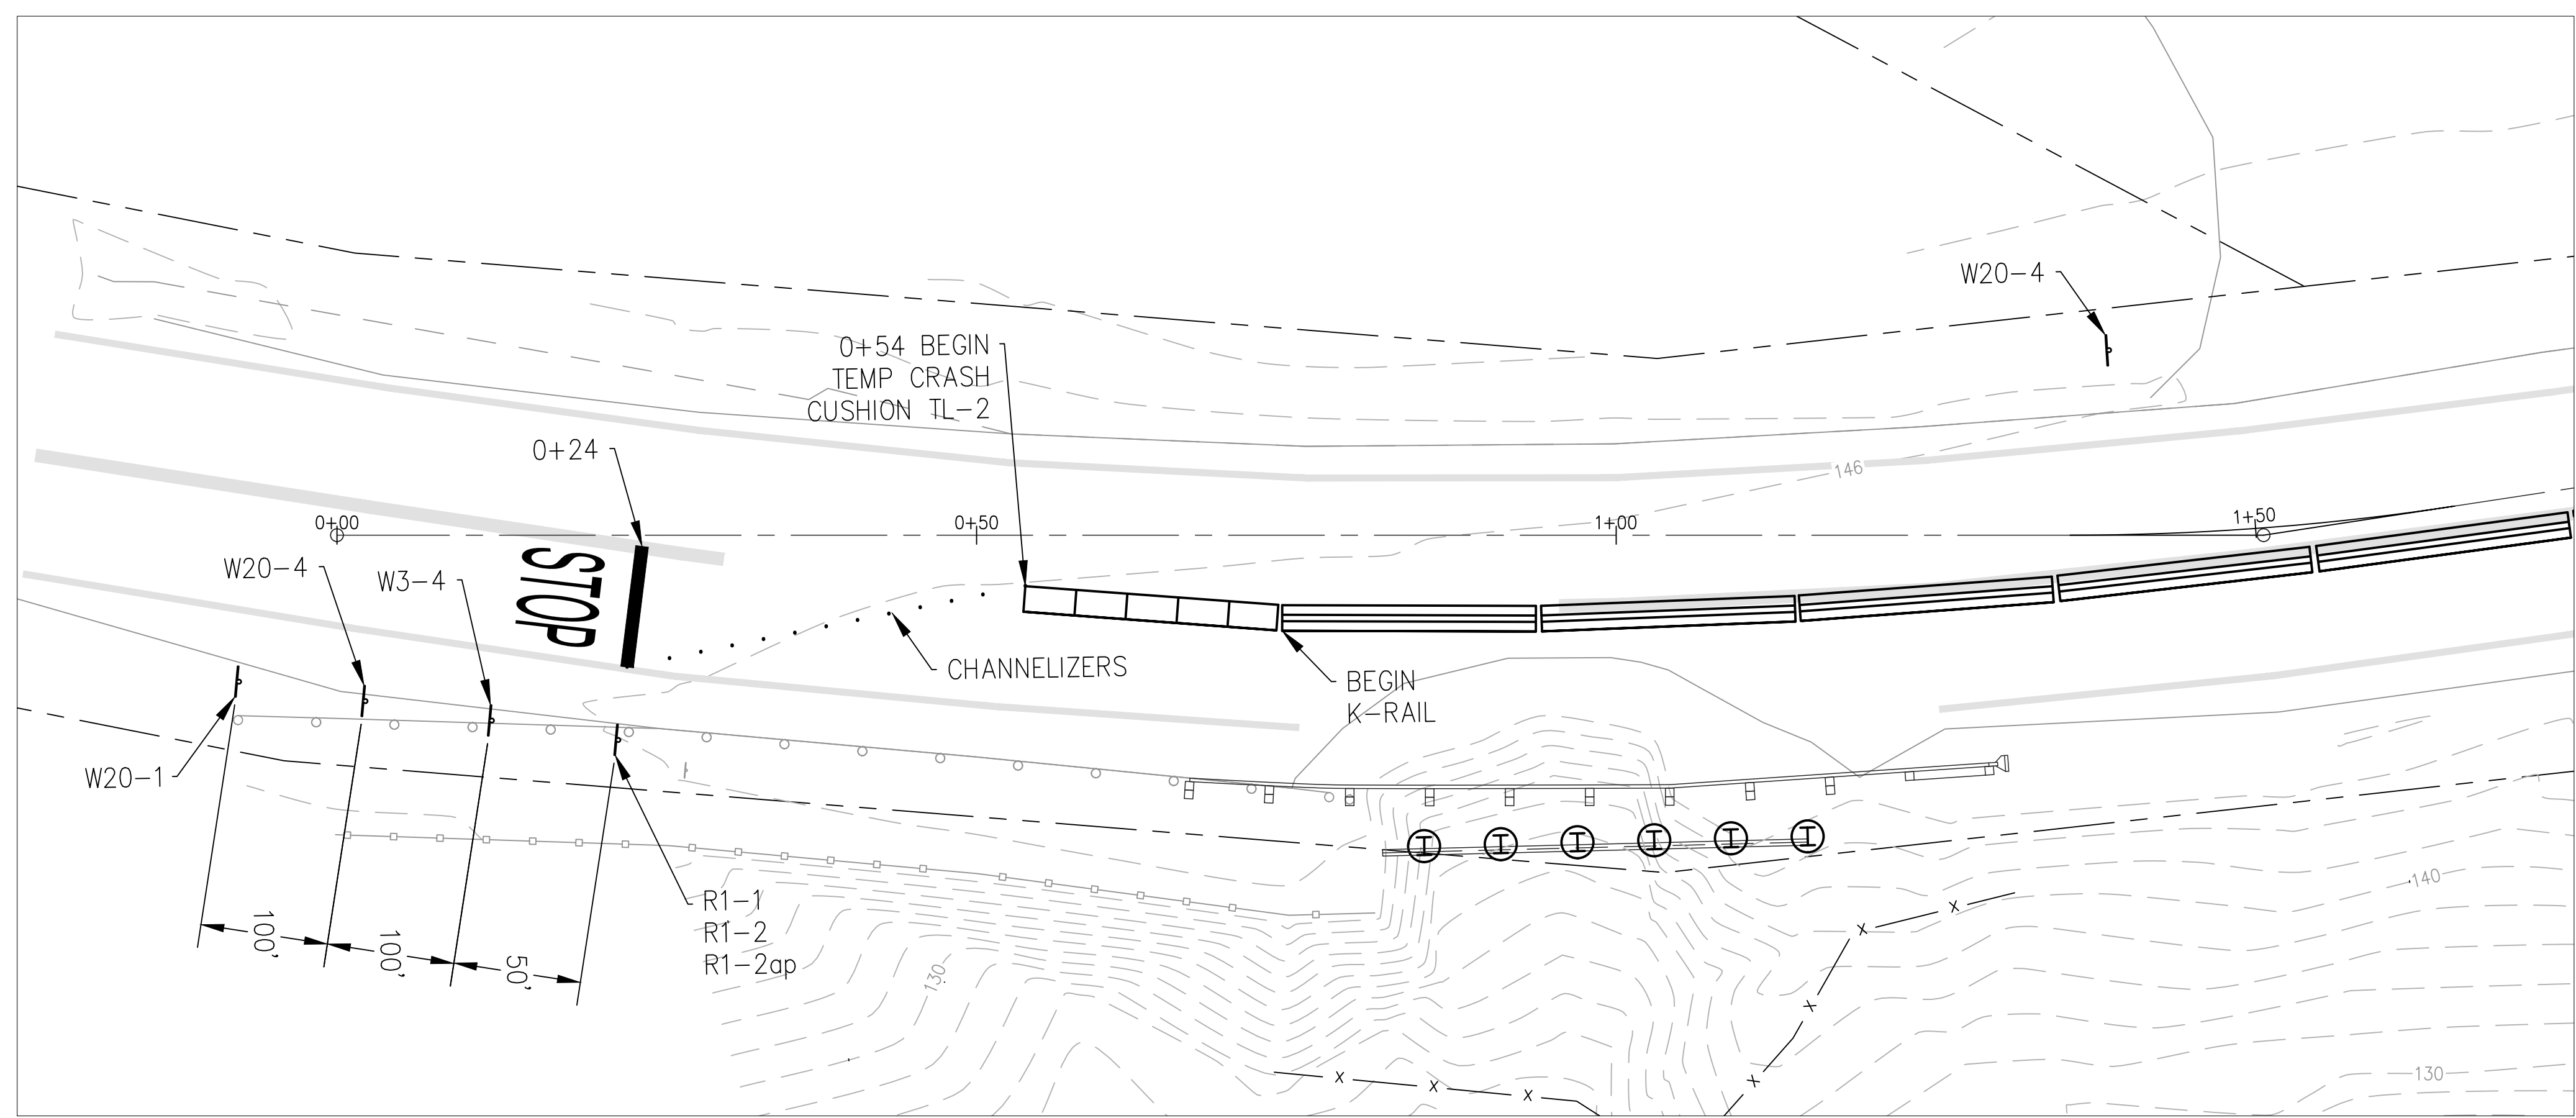 W20-4
0+54 BEGIN
TEMP CRASH
CUSHION TL-2
0+24
146
0+00
0+50
1+00
1+50
STOP
W20-4
W3-4
CHANNELIZERS
BEGIN
K-RAIL
W20-1
R1-1
R1-2
R1-2ap
100'
100'
50'
I
I
I
I
I
I
140
130
130
x
x
x
x
x
x
x